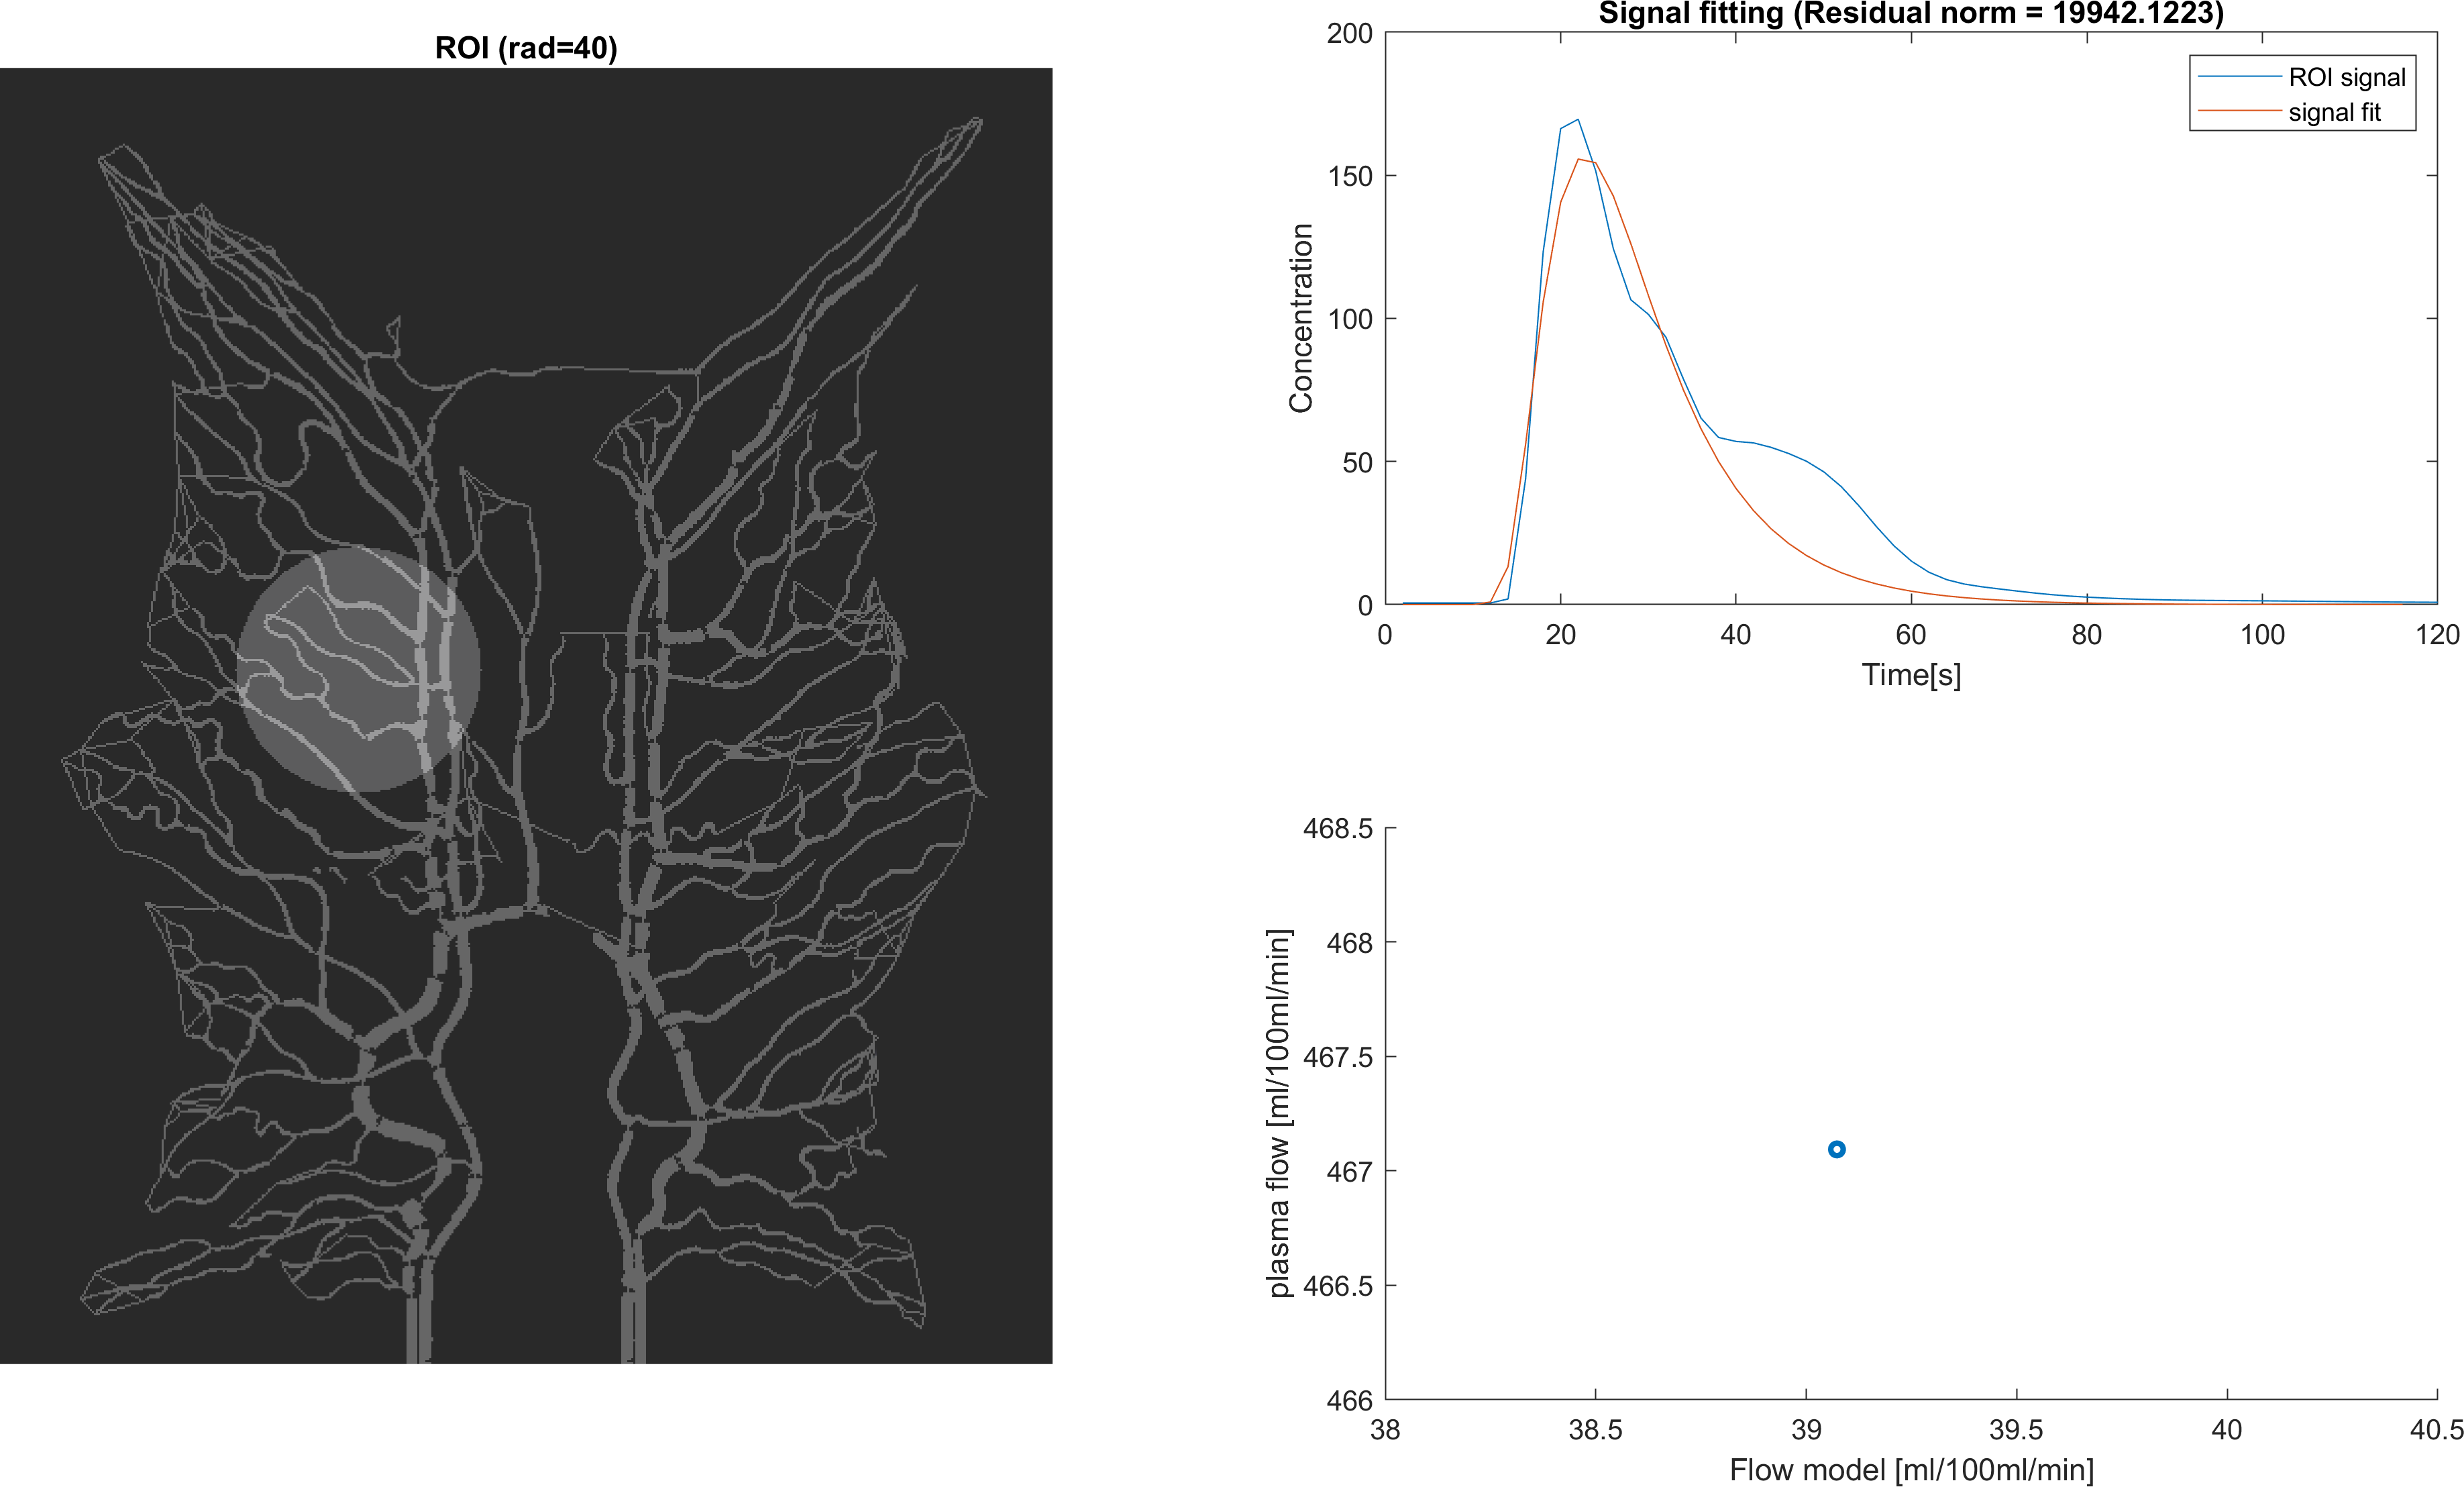 ROI (rad=40)
Signal fitting (Residual norm = 19942.1223)
200
150
100
50
0
Concentration
ROI signal
signal fit
0 20 40 60 80 100 120
Time[s]
468.5
468
467.5
467
466.5
466
plasma flow [ml/100ml/min]
38 38.5 39 39.5 40 40.5
Flow model [ml/100ml/min]